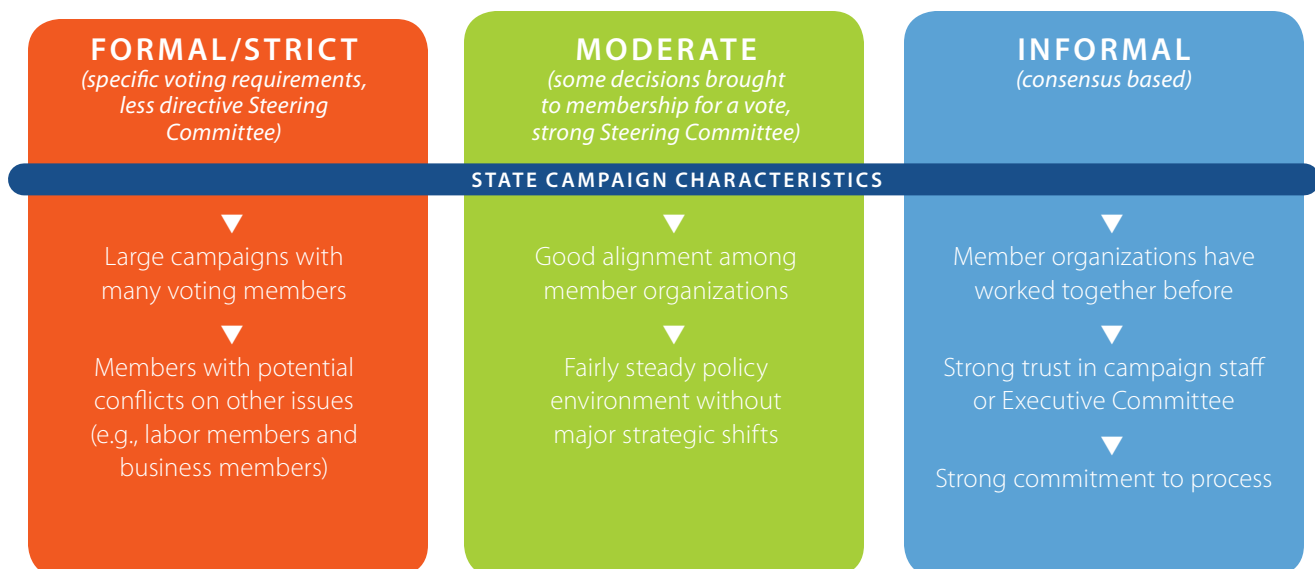 FORMAL/STRICT
(specific voting requirements,
less directive Steering
Committee)
MODERATE
(some decisions brought
to membership for a vote,
strong Steering Committee)
INFORMAL
(consensus based)
STATE CAMPAIGN CHARACTERISTICS
Large campaigns with
many voting members
Members with potential
conflicts on other issues
(e.g., labor members and
business members)
Good alignment among
member organizations
Fairly steady policy
environment without
major strategic shifts
Member organizations have
worked together before
Strong trust in campaign staff
or Executive Committee
Strong commitment to process